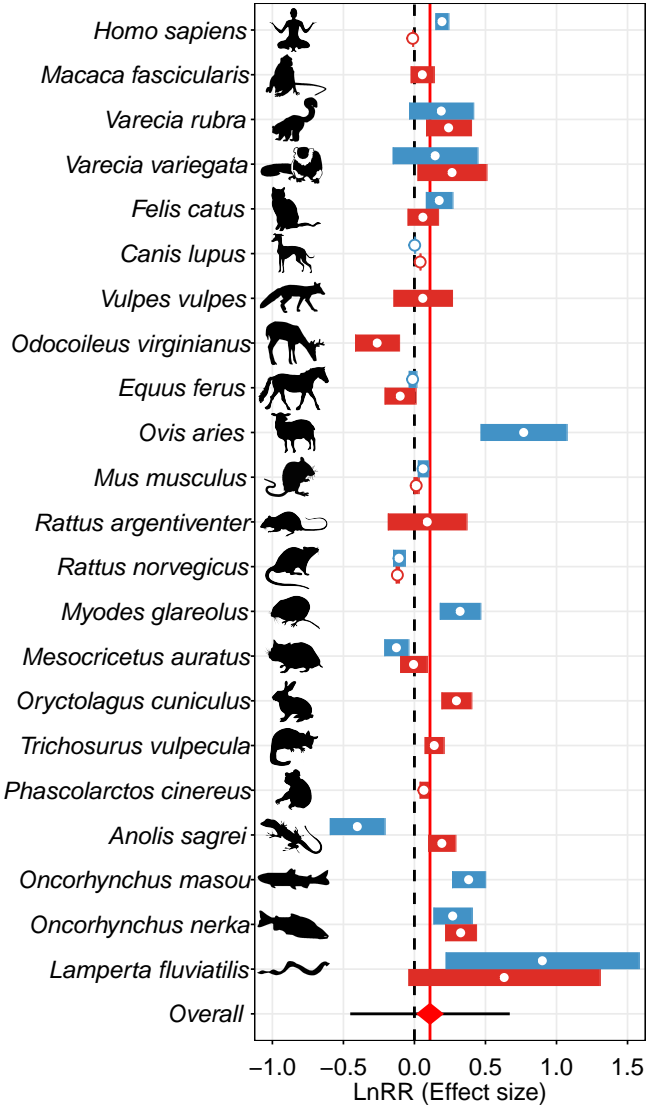 Homo sapiens
Macaca fascicularis
Varecia rubra
Varecia variegata
Felis catus
Canis lupus
Vulpes vulpes
Odocoileus virginianus
Equus ferus
Ovis aries
Mus musculus
Rattus argentiventer
Rattus norvegicus
Myodes glareolus
Mesocricetus auratus
Oryctolagus cuniculus
Trichosurus vulpecula
Phascolarctos cinereus
Anolis sagrei
Oncorhynchus masou
Oncorhynchus nerka
Lamperta fluviatilis
Overall
−1.0 −0.5 0.0 0.5 1.0 1.5
LnRR (Effect size)